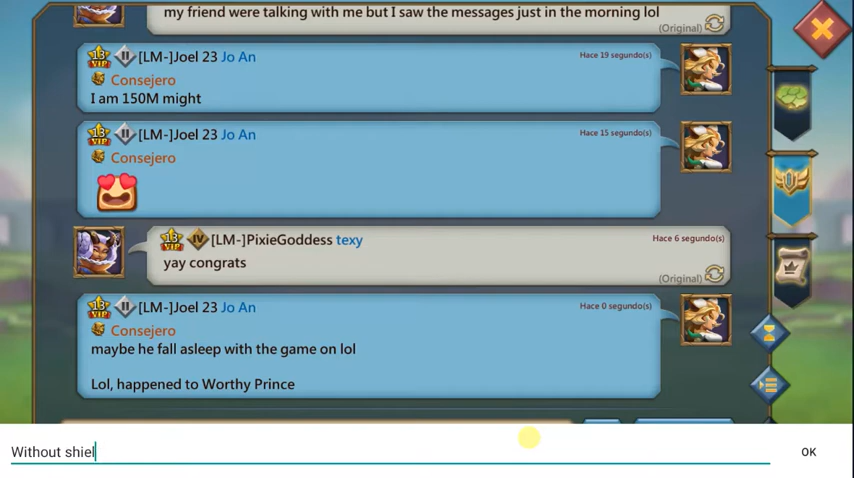 my friend were talking with me but I saw the messages just in the morning lol
(Original)
13 VIP II [LM-]Joel 23 Jo An
Hace 19 segundo(s)
Consejero
I am 150M might
13 VIP II [LM-]Joel 23 Jo An
Hace 15 segundo(s)
Consejero
13 VIP IV [LM-]PixieGoddess texy
Hace 6 segundo(s)
yay congrats
(Original)
13 VIP II [LM-]Joel 23 Jo An
Hace 0 segundo(s)
Consejero
maybe he fall asleep with the game on lol
Lol, happened to Worthy Prince
Without shiel
OK